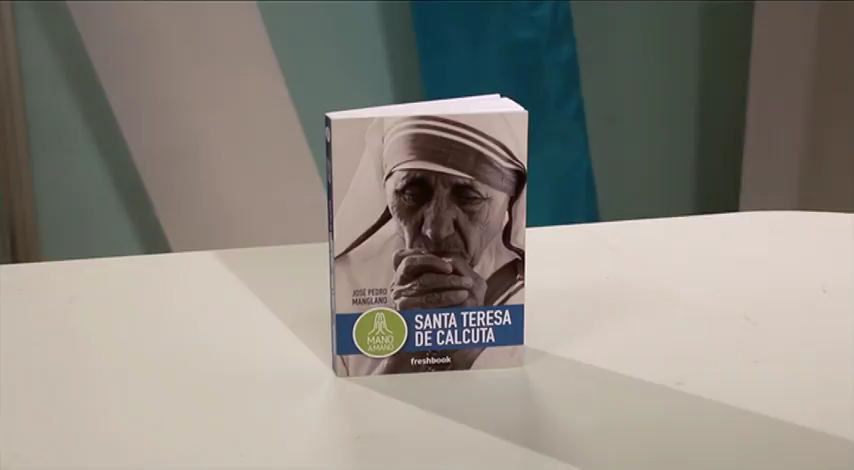 JOSÉ PEDRO
MANGLANO
MANO
A MANO
SANTA TERESA
DE CALCUTA
freshbook